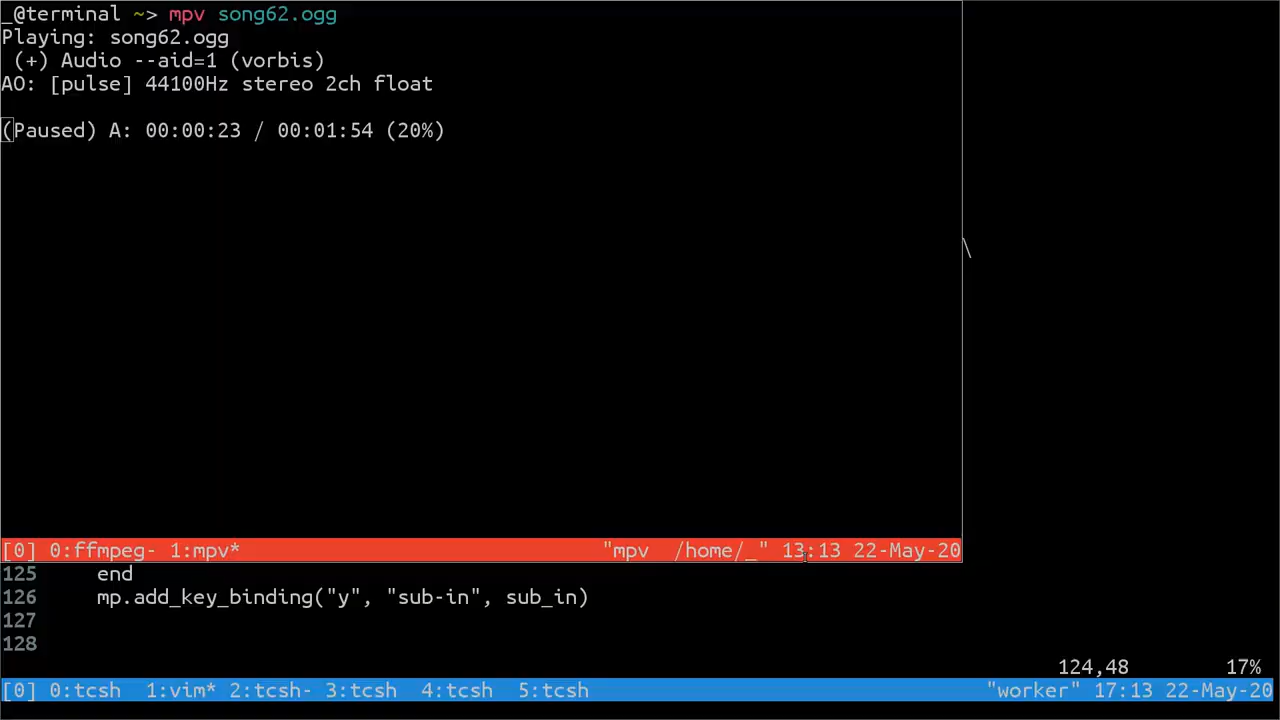 _@terminal ~> mpv song62.ogg
Playing: song62.ogg
(+) Audio --aid=1 (vorbis)
AO: [pulse] 44100Hz stereo 2ch float
(Paused) A: 00:00:23 / 00:01:54 (20%)
\
[0] 0:ffmpeg- 1:mpv* "mpv /home/_" 13:13 22-May-20
125 end
126 mp.add_key_binding("y", "sub-in", sub_in)
127
128
124,48 17%
[0] 0:tcsh 1:vim* 2:tcsh- 3:tcsh 4:tcsh 5:tcsh "worker" 17:13 22-May-20